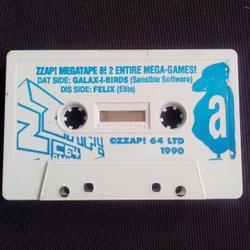 ZZAP! MEGATAPE 8! 2 ENTIRE MEGA-GAMES!
DAT SIDE: GALAX-I-BIRDS (Sensible Software)
DIS SIDE: FELIX (Elite)
a
©ZZAP! 64 LTD
1990